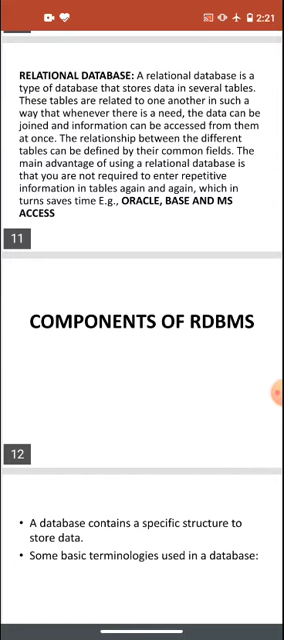 2:21
RELATIONAL DATABASE: A relational database is a
type of database that stores data in several tables.
These tables are related to one another in such a
way that whenever there is a need, the data can be
joined and information can be accessed from them
at once. The relationship between the different
tables can be defined by their common fields. The
main advantage of using a relational database is
that you are not required to enter repetitive
information in tables again and again, which in
turns saves time E.g., ORACLE, BASE AND MS
ACCESS
11
COMPONENTS OF RDBMS
12
• A database contains a specific structure to
store data.
• Some basic terminologies used in a database: